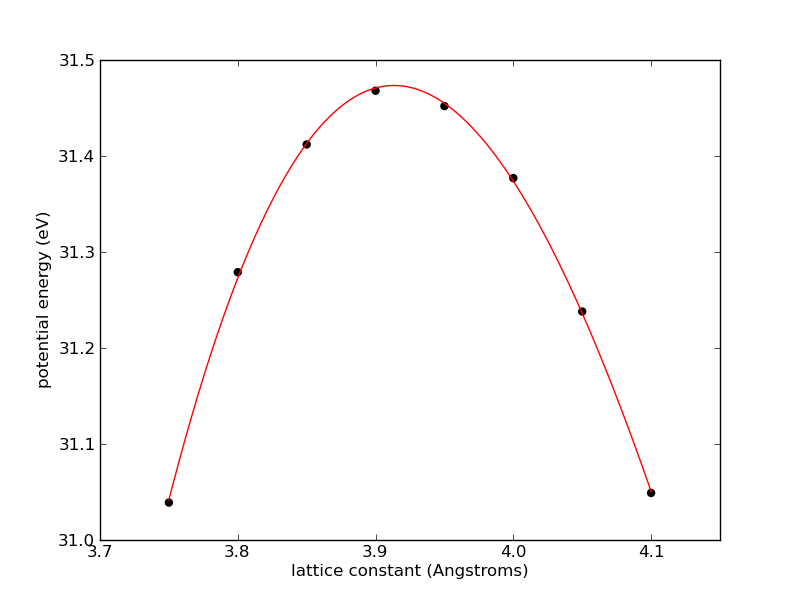 31.5
31.4
31.3
31.2
31.1
31.0
potential energy (eV)
3.7 3.8 3.9 4.0 4.1
lattice constant (Angstroms)